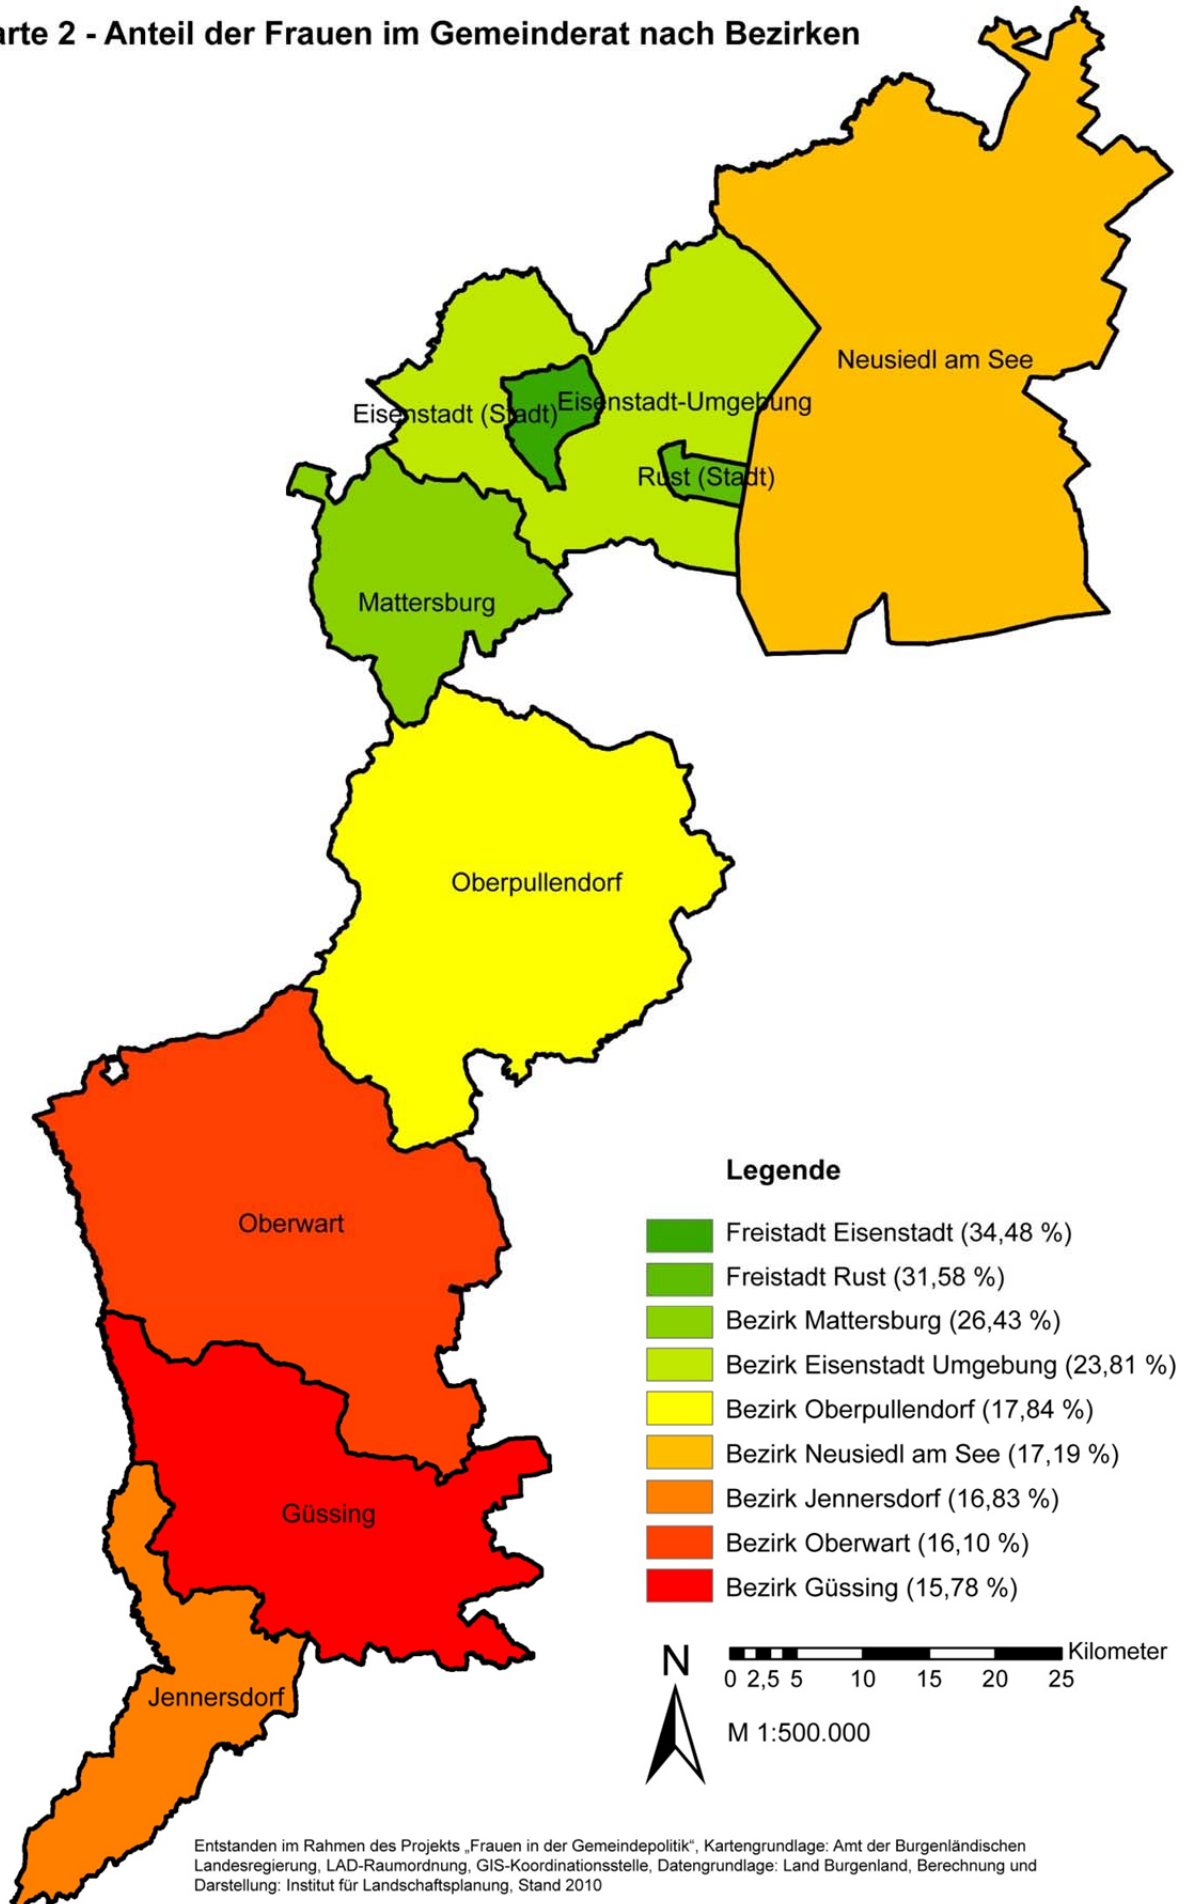 arte 2 - Anteil der Frauen im Gemeinderat nach Bezirken
Neusiedl am See
Eisenstadt-Umgebung
Eisenstadt (Stadt)
Rust (Stadt)
Mattersburg
Oberpullendorf
Oberwart
Güssing
Jennersdorf
Legende
Freistadt Eisenstadt (34,48 %)
Freistadt Rust (31,58 %)
Bezirk Mattersburg (26,43 %)
Bezirk Eisenstadt Umgebung (23,81 %)
Bezirk Oberpullendorf (17,84 %)
Bezirk Neusiedl am See (17,19 %)
Bezirk Jennersdorf (16,83 %)
Bezirk Oberwart (16,10 %)
Bezirk Güssing (15,78 %)
N
Kilometer
0 2,5 5 10 15 20 25
M 1:500.000
Entstanden im Rahmen des Projekts „Frauen in der Gemeindepolitik“, Kartengrundlage: Amt der Burgenländischen
Landesregierung, LAD-Raumordnung, GIS-Koordinationsstelle, Datengrundlage: Land Burgenland, Berechnung und
Darstellung: Institut für Landschaftsplanung, Stand 2010